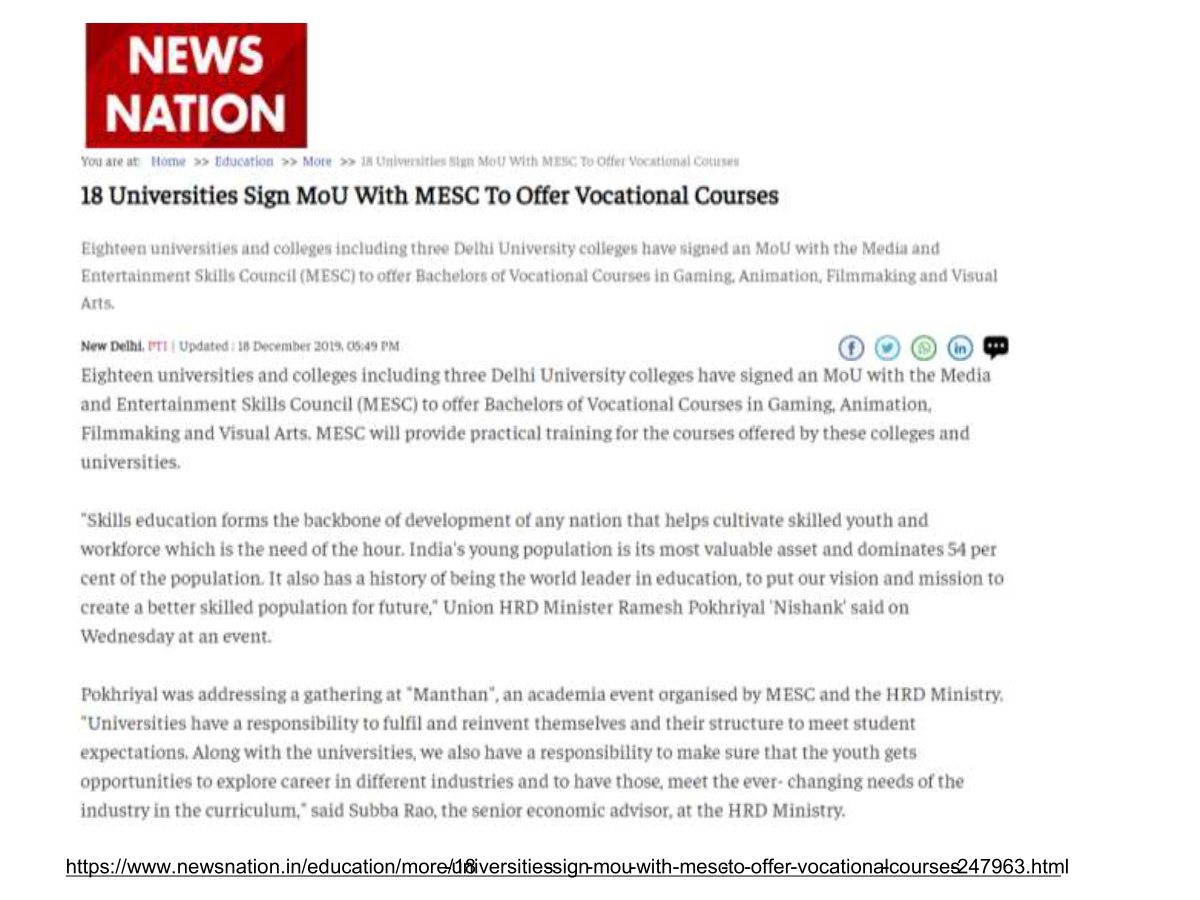 NEWS
NATION
You are at: Home >> Education >> More >> 18 Universities Sign MoU With MESC To Offer Vocational Courses
18 Universities Sign MoU With MESC To Offer Vocational Courses
Eighteen universities and colleges including three Delhi University colleges have signed an MoU with the Media and
Entertainment Skills Council (MESC) to offer Bachelors of Vocational Courses in Gaming, Animation, Filmmaking and Visual
Arts.
New Delhi, PTI | Updated : 18 December 2019, 05:49 PM
Eighteen universities and colleges including three Delhi University colleges have signed an MoU with the Media
and Entertainment Skills Council (MESC) to offer Bachelors of Vocational Courses in Gaming, Animation,
Filmmaking and Visual Arts. MESC will provide practical training for the courses offered by these colleges and
universities.
"Skills education forms the backbone of development of any nation that helps cultivate skilled youth and
workforce which is the need of the hour. India's young population is its most valuable asset and dominates 54 per
cent of the population. It also has a history of being the world leader in education, to put our vision and mission to
create a better skilled population for future," Union HRD Minister Ramesh Pokhriyal 'Nishank' said on
Wednesday at an event.
Pokhriyal was addressing a gathering at "Manthan", an academia event organised by MESC and the HRD Ministry.
"Universities have a responsibility to fulfil and reinvent themselves and their structure to meet student
expectations. Along with the universities, we also have a responsibility to make sure that the youth gets
opportunities to explore career in different industries and to have those, meet the ever- changing needs of the
industry in the curriculum," said Subba Rao, the senior economic advisor, at the HRD Ministry.
https://www.newsnation.in/education/more/18-universities-sign-mou-with-mesc-to-offer-vocational-courses-247963.html